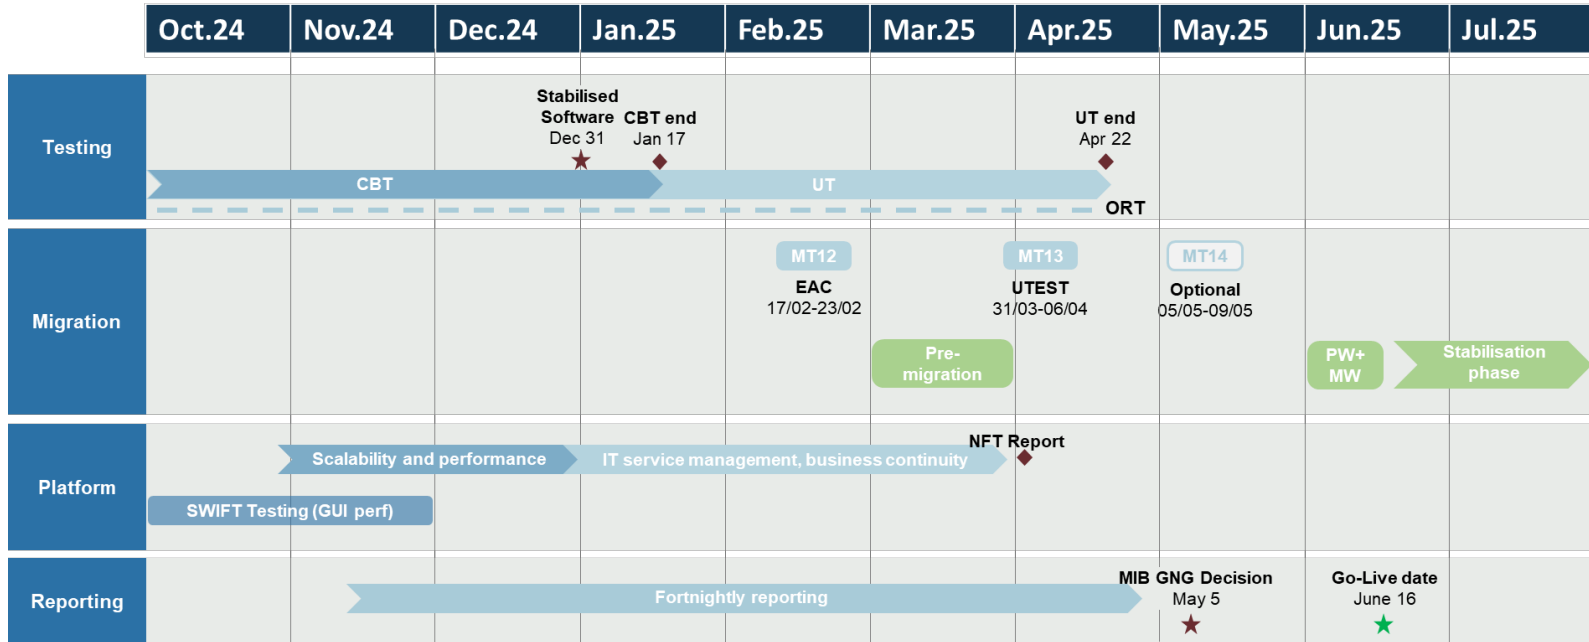 Oct.24
Nov.24
Dec.24
Jan.25
Feb.25
Mar.25
Apr.25
May.25
Jun.25
Jul.25
Testing
Stabilised
Software
Dec 31
CBT end
Jan 17
UT end
Apr 22
CBT
UT
ORT
Migration
MT12
EAC
17/02-23/02
MT13
UTEST
31/03-06/04
MT14
Optional
05/05-09/05
Pre-
migration
PW+
MW
Stabilisation
phase
Platform
Scalability and performance
IT service management, business continuity
NFT Report
SWIFT Testing (GUI perf)
Reporting
Fortnightly reporting
MIB GNG Decision
May 5
Go-Live date
June 16